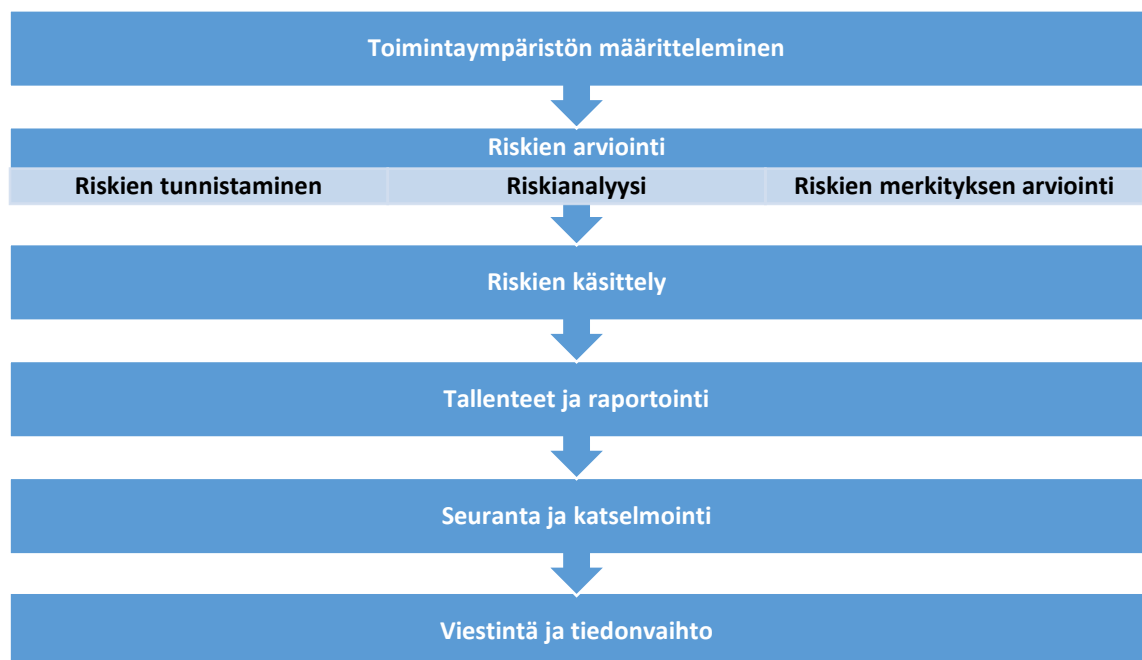 Toimintaympäristön määritteleminen
Riskien arviointi
Riskien tunnistaminen
Riskianalyysi
Riskien merkityksen arviointi
Riskien käsittely
Tallenteet ja raportointi
Seuranta ja katselmointi
Viestintä ja tiedonvaihto